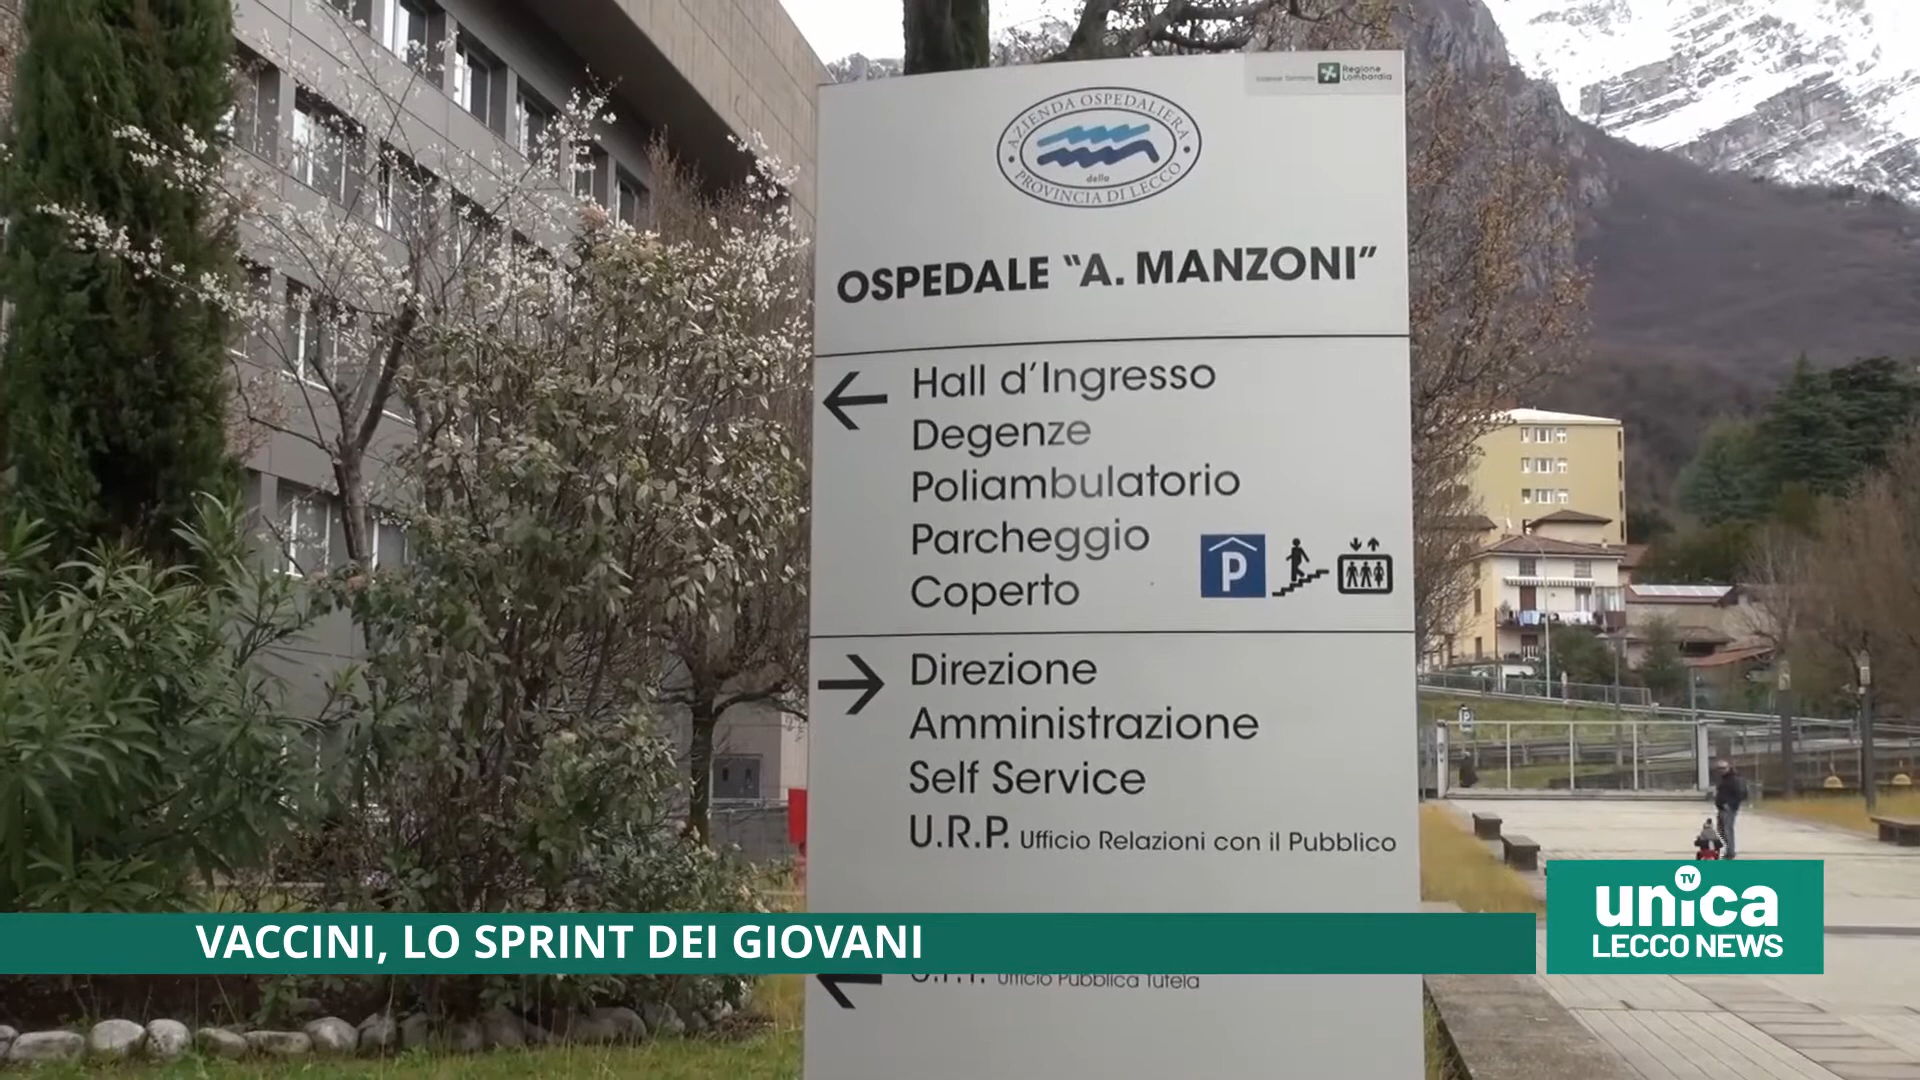 Regione
Lombardia
AZIENDA OSPEDALIERA
della
PROVINCIA DI LECCO
OSPEDALE “A. MANZONI”
Hall d’Ingresso
Degenze
Poliambulatorio
Parcheggio
Coperto
P
Direzione
Amministrazione
Self Service
U.R.P. Ufficio Relazioni con il Pubblico
Ufficio Pubblica Tutela
VACCINI, LO SPRINT DEI GIOVANI
unica TV
LECCO NEWS